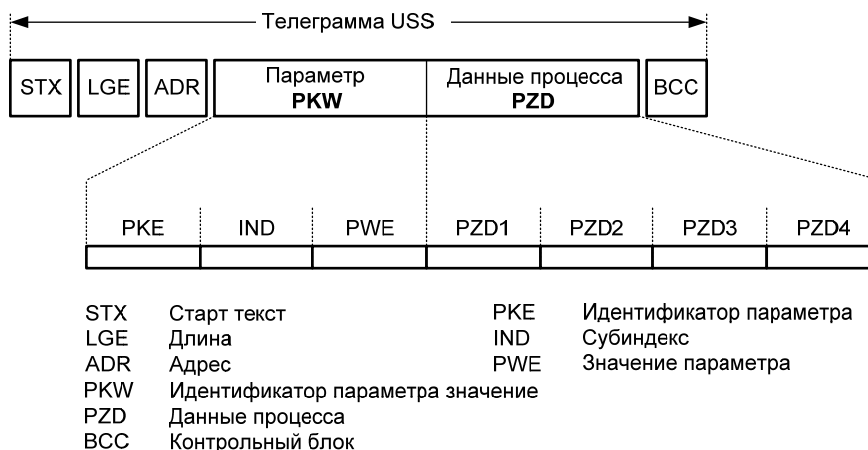 Телеграмма USS
STX LGE ADR Параметр PKW Данные процесса PZD BCC
PKE IND PWE PZD1 PZD2 PZD3 PZD4
STX Старт текст
LGE Длина
ADR Адрес
PKW Идентификатор параметра значение
PZD Данные процесса
BCC Контрольный блок
PKE Идентификатор параметра
IND Субиндекс
PWE Значение параметра